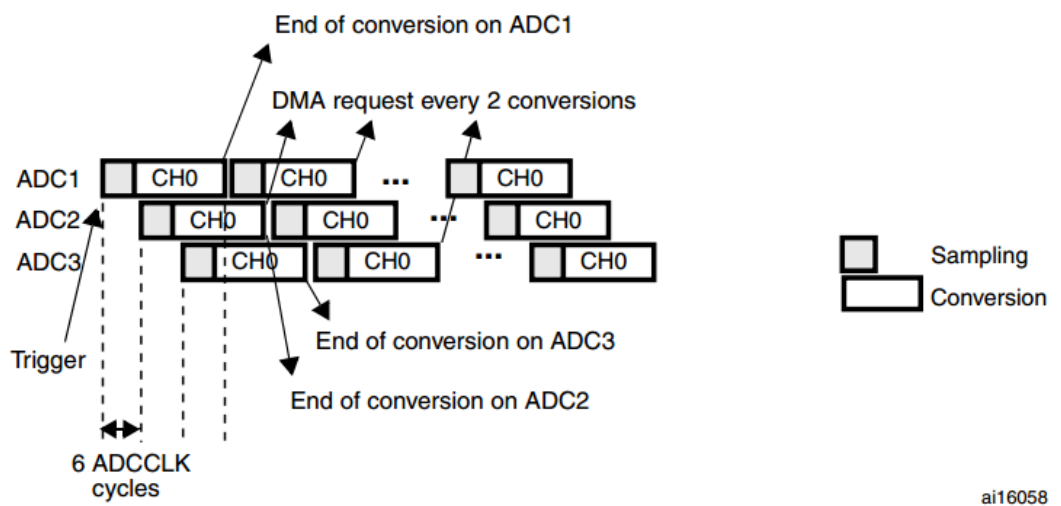 End of conversion on ADC1
DMA request every 2 conversions
ADC1 CH0 CH0 ... CH0
ADC2 CH0 CH0 ... CH0
ADC3 CH0 CH0 ... CH0
Sampling
Conversion
End of conversion on ADC3
Trigger
End of conversion on ADC2
6 ADCCLK
cycles
ai16058